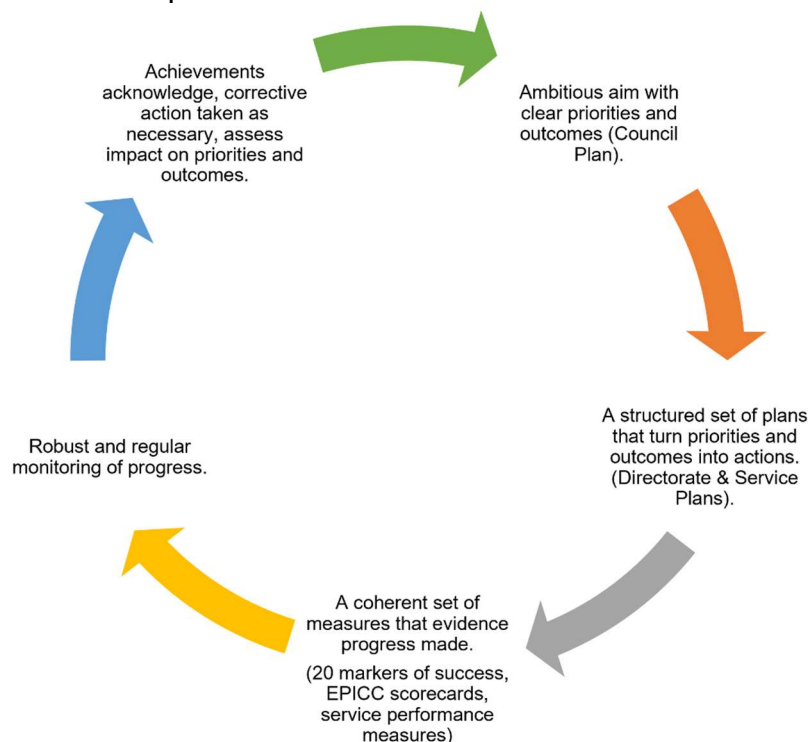 Achievements
acknowledge, corrective
action taken as
necessary, assess
impact on priorities and
outcomes.
Ambitious aim with
clear priorities and
outcomes (Council
Plan).
A structured set of plans
that turn priorities and
outcomes into actions.
(Directorate & Service
Plans).
A coherent set of
measures that evidence
progress made.
(20 markers of success,
EPICC scorecards,
service performance
measures)
Robust and regular
monitoring of progress.